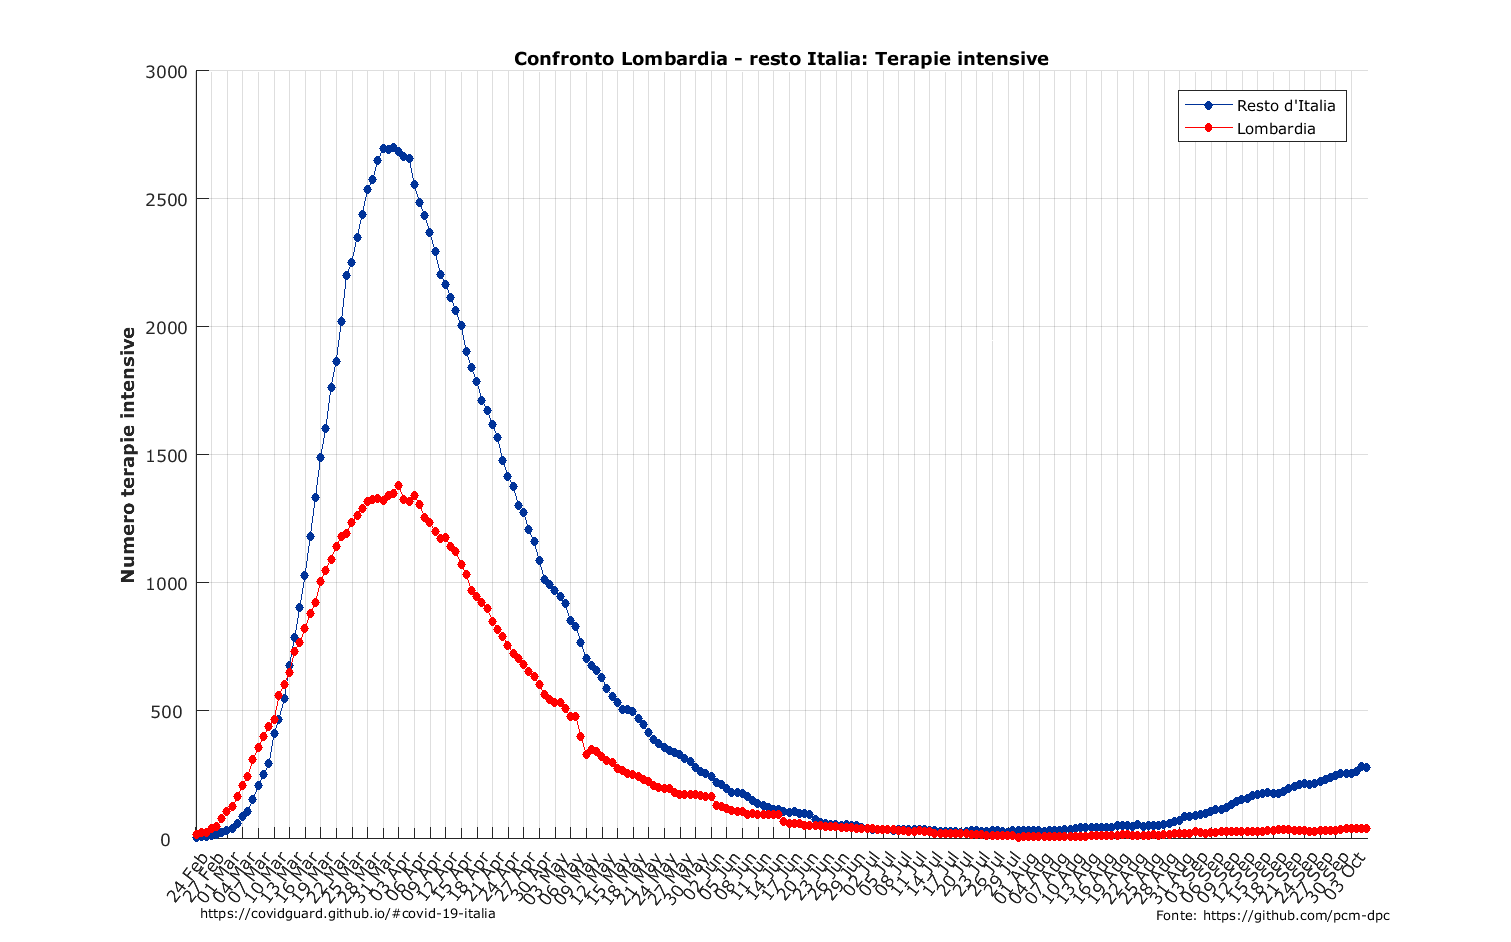 Confronto Lombardia - resto Italia: Terapie intensive
Resto d'Italia
Lombardia
Numero terapie intensive
3000
2500
2000
1500
1000
500
0
24 Feb
27 Feb
01 Mar
04 Mar
07 Mar
10 Mar
13 Mar
16 Mar
19 Mar
22 Mar
25 Mar
28 Mar
31 Mar
03 Apr
06 Apr
09 Apr
12 Apr
15 Apr
18 Apr
21 Apr
24 Apr
27 Apr
30 Apr
03 May
06 May
09 May
12 May
15 May
18 May
21 May
24 May
27 May
30 May
02 Jun
05 Jun
08 Jun
11 Jun
14 Jun
17 Jun
20 Jun
23 Jun
26 Jun
29 Jun
02 Jul
05 Jul
08 Jul
11 Jul
14 Jul
17 Jul
20 Jul
23 Jul
26 Jul
29 Jul
01 Aug
04 Aug
07 Aug
10 Aug
13 Aug
16 Aug
19 Aug
22 Aug
25 Aug
28 Aug
31 Aug
03 Sep
06 Sep
09 Sep
12 Sep
15 Sep
18 Sep
21 Sep
24 Sep
27 Sep
30 Sep
03 Oct
https://covidguard.github.io/#covid-19-italia
Fonte: https://github.com/pcm-dpc